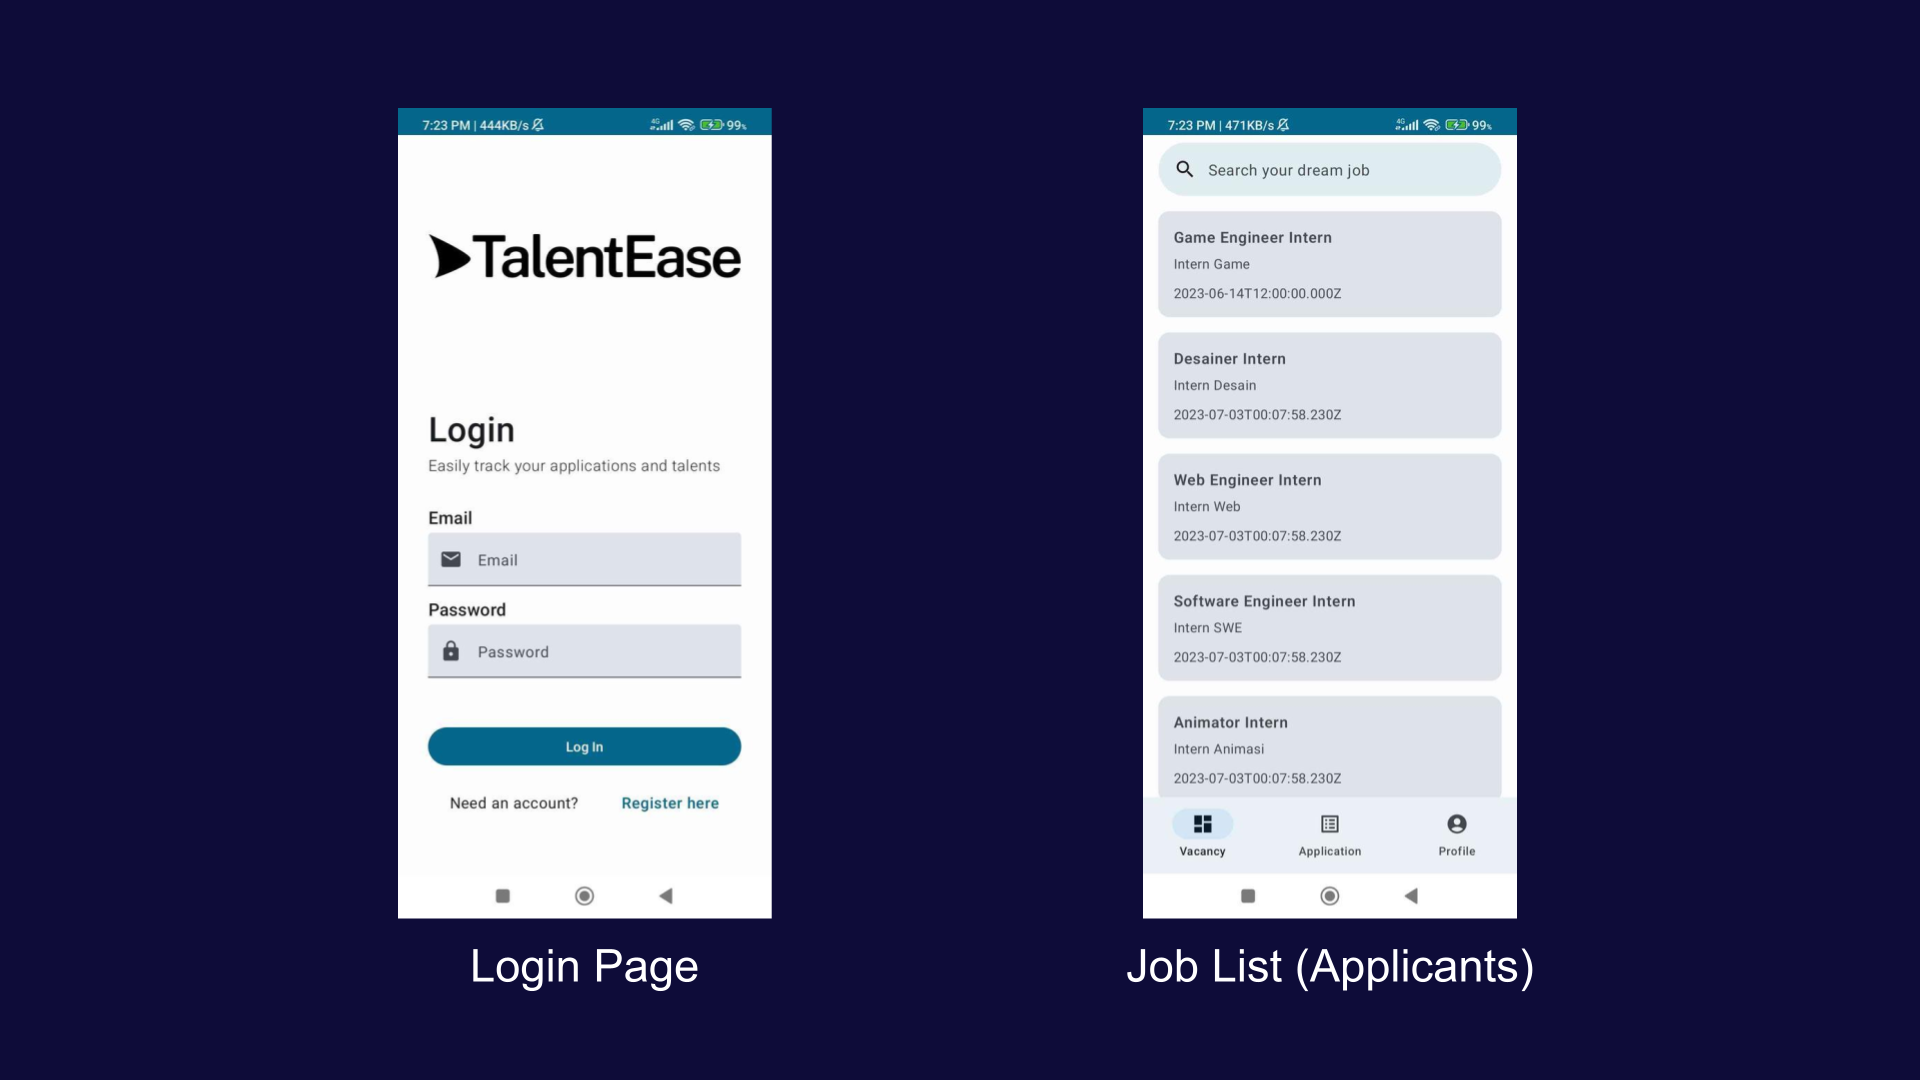 7:23 PM | 444KB/s
4G
99%
TalentEase
Login
Easily track your applications and talents
Email
Email
Password
Password
Log In
Need an account? Register here
Login Page
7:23 PM | 471KB/s
4G
99%
Search your dream job
Game Engineer Intern
Intern Game
2023-06-14T12:00:00.000Z
Desainer Intern
Intern Desain
2023-07-03T00:07:58.230Z
Web Engineer Intern
Intern Web
2023-07-03T00:07:58.230Z
Software Engineer Intern
Intern SWE
2023-07-03T00:07:58.230Z
Animator Intern
Intern Animasi
2023-07-03T00:07:58.230Z
Vacancy
Application
Profile
Job List (Applicants)